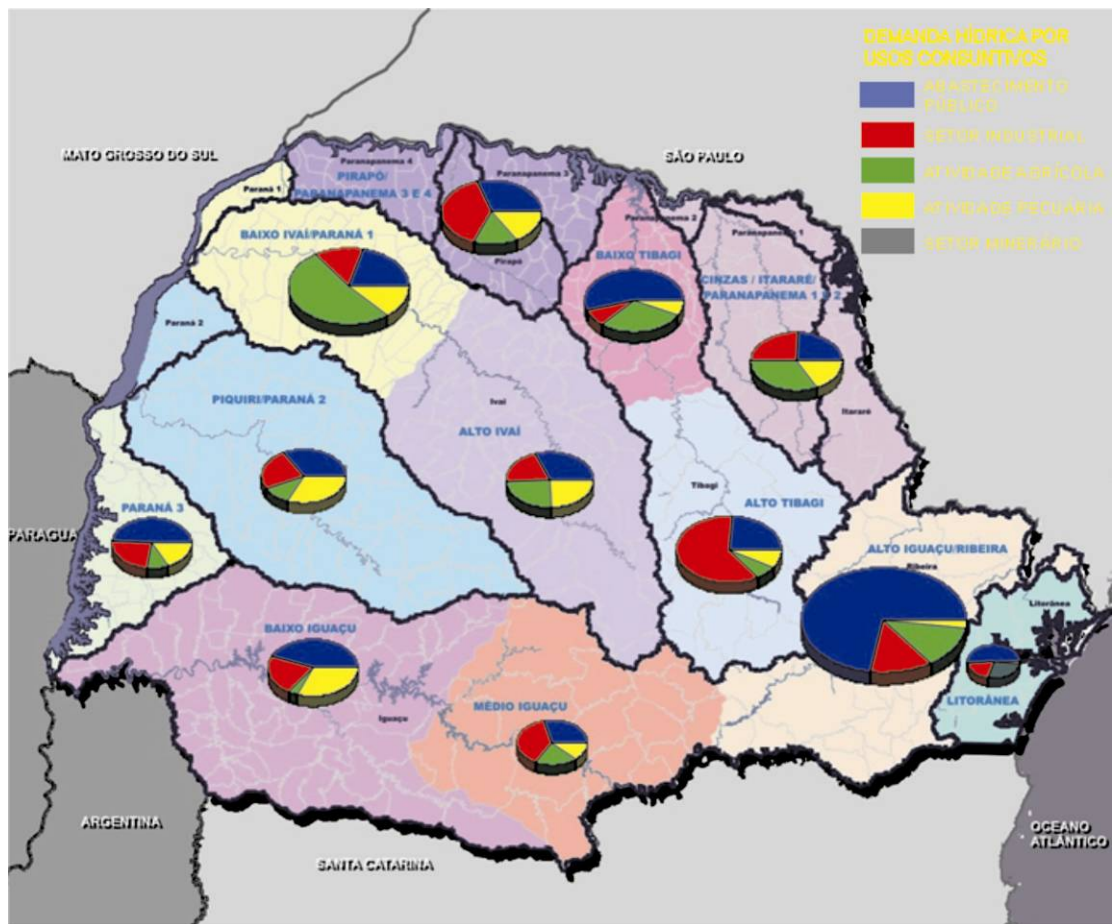 DEMANDA HÍDRICA POR
USOS CONSUNTIVOS
ABASTECIMENTO
PÚBLICO
SETOR INDUSTRIAL
ATIVIDADE AGRÍCOLA
ATIVIDADE PECUÁRIA
SETOR MINERÁRIO
MATO GROSSO DO SUL
SÃO PAULO
Paranapanema 4
Paranapanema 3
PIRAPÓ/
PARANAPANEMA 3 E 4
Paraná 1
Pirapó
Paranapanema 2
Paranapanema 1
BAIXO IVAÍ/PARANÁ 1
BAIXO TIBAGI
CINZAS / ITARARÉ/
PARANAPANEMA 1 E 2
Paraná 2
PIQUIRI/PARANÁ 2
Ivaí
ALTO IVAÍ
Itararé
Tibagi
ALTO TIBAGI
PARANÁ 3
PARAGUA
ALTO IGUAÇU/RIBEIRA
Ribeira
Litorânea
LITORÂNEA
BAIXO IGUAÇU
Iguaçu
MÉDIO IGUAÇU
ARGENTINA
SANTA CATARINA
OCEANO
ATLÂNTICO